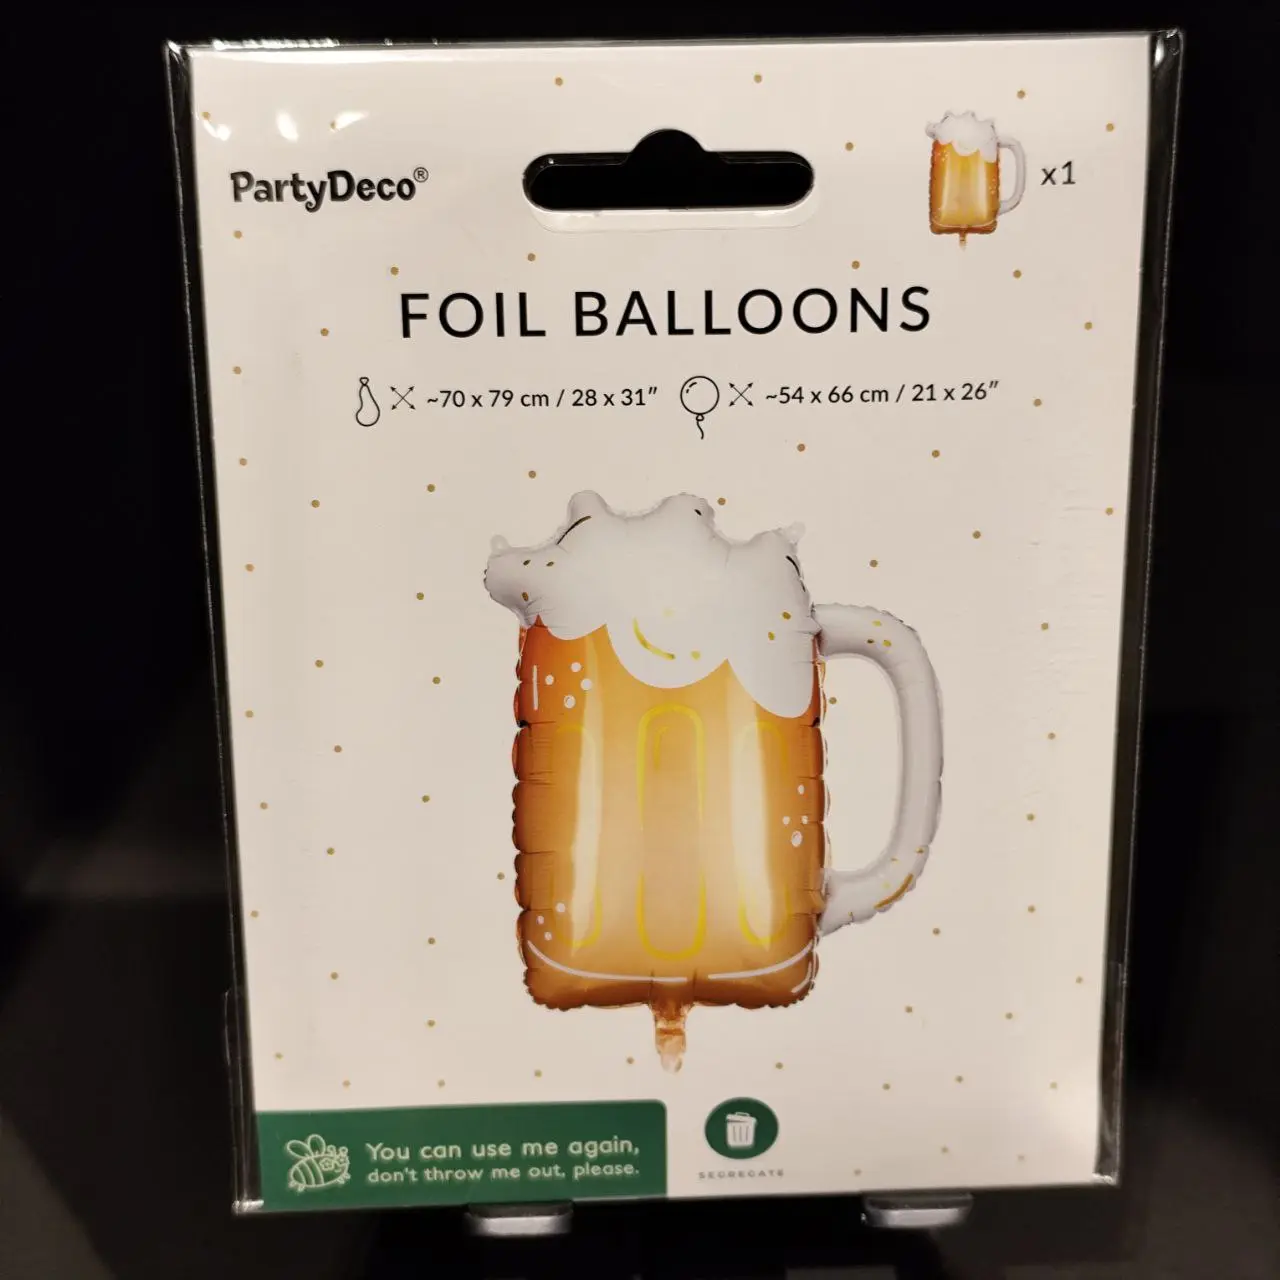 PartyDeco®
x1
FOIL BALLOONS
~70 x 79 cm / 28 x 31" ~54 x 66 cm / 21 x 26"
You can use me again,
don't throw me out, please.
SEGREGATE